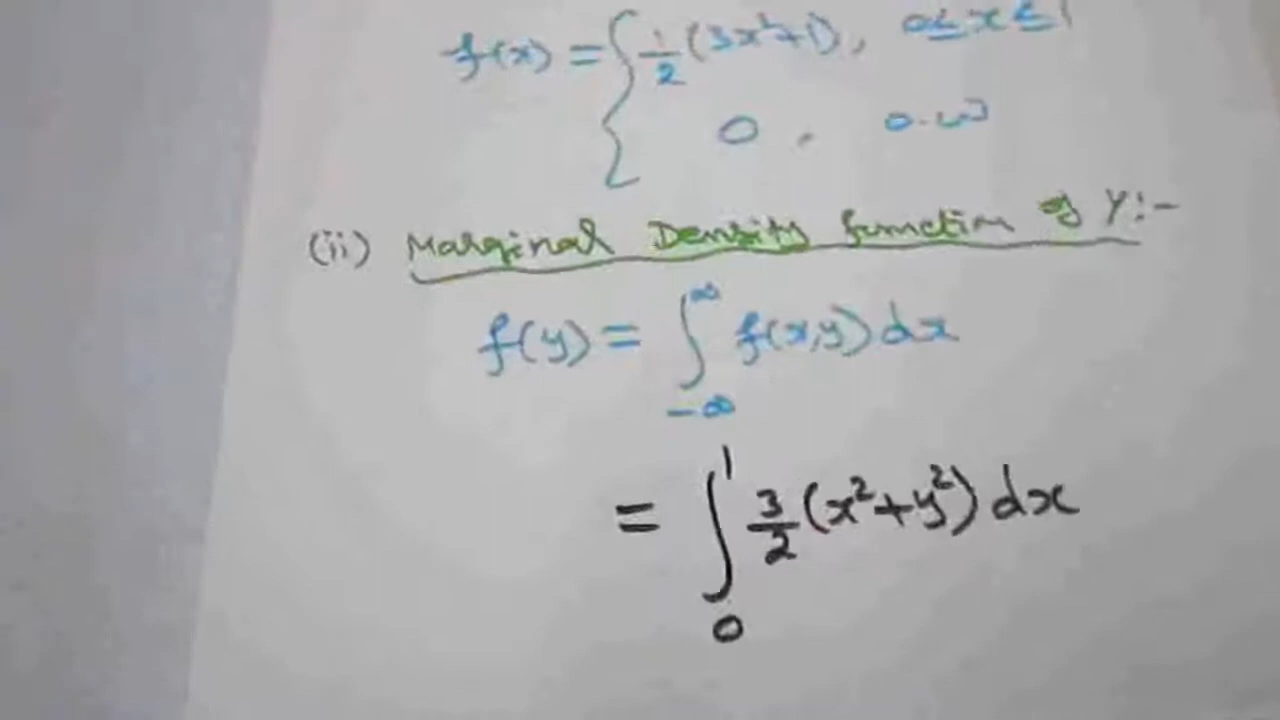 f(x) = { 1/2 (3x²+1), 0 ≤ x ≤ 1
0 , o.w
(ii) Marginal Density function of Y:-
f(y) = ∫_{-∞}^{∞} f(x,y) dx
= ∫_{0}^{1} 3/2 (x²+y²) dx